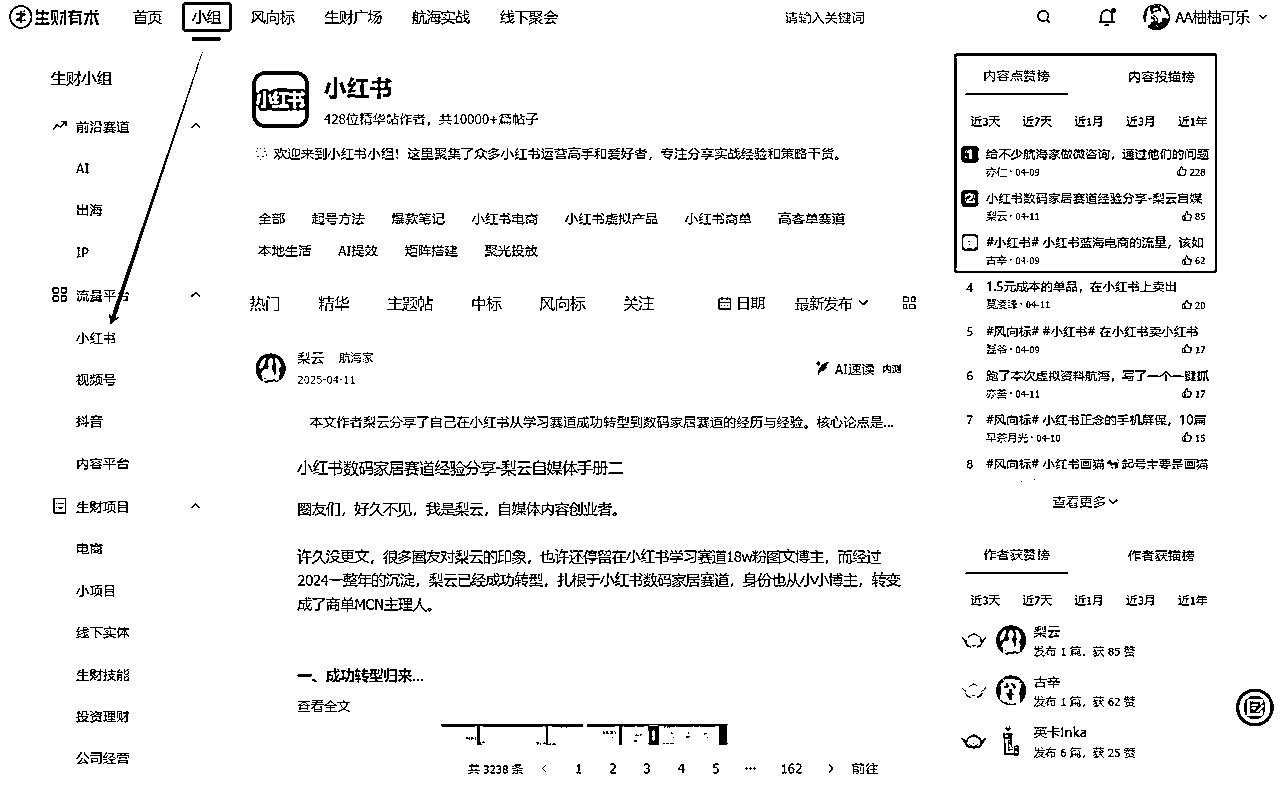 生财有术 首页 小组 风向标 生财广场 航海实战 线下聚会 请输入关键词 AA柚柚可乐
生财小组
前沿赛道
AI
出海
IP
流量平台
小红书
视频号
抖音
内容平台
生财项目
电商
小项目
线下实体
生财技能
投资理财
公司经营
小红书
小红书
428位精华帖作者，共10000+篇帖子
欢迎来到小红书小组！这里聚集了众多小红书运营高手和爱好者，专注分享实战经验和策略干货。
全部 起号方法 爆款笔记 小红书电商 小红书虚拟产品 小红书商单 高客单赛道
本地生活 AI提效 矩阵搭建 聚光投放
热门 精华 主题帖 中标 风向标 关注 日期 最新发布
梨云 航海家
2025-04-11
AI速读 内测
本文作者梨云分享了自己在小红书从学习赛道成功转型到数码家居赛道的经历与经验。核心论点是...
小红书数码家居赛道经验分享-梨云自媒体手册二
圈友们，好久不见，我是梨云，自媒体内容创业者。
许久没更文，很多圈友对梨云的印象，也许还停留在小红书学习赛道18w粉图文博主，而经过
2024一整年的沉淀，梨云已经成功转型，扎根于小红书数码家居赛道，身份也从小小博主，转变
成了商单MCN主理人。
一、成功转型归来...
查看全文
共 3238 条 1 2 3 4 5 ··· 162 前往
内容点赞榜 内容投锚榜
近3天 近7天 近1月 近3月 近1年
1 给不少航海家做微咨询，通过他们的问题
亦仁 · 04-09 228
2 小红书数码家居赛道经验分享-梨云自媒
梨云 · 04-11 85
#小红书# 小红书蓝海电商的流量，该如
古辛 · 04-09 62
4 1.5元成本的单品，在小红书上卖出
04-11 20
5 #风向标# #小红书# 在小红书卖小红书
04-09 17
6 跑了本次虚拟资料航海，写了一个一键抓
04-11 17
7 #风向标# 小红书正念的手机屏保，10篇
早茶月光 · 04-10 15
8 #风向标# 小红书画猫 起号主要是画猫
查看更多
作者获赞榜 作者获锚榜
近3天 近7天 近1月 近3月 近1年
梨云
发布 1 篇，获 85 赞
古辛
发布 1 篇，获 62 赞
英卡Inka
发布 6 篇，获 25 赞